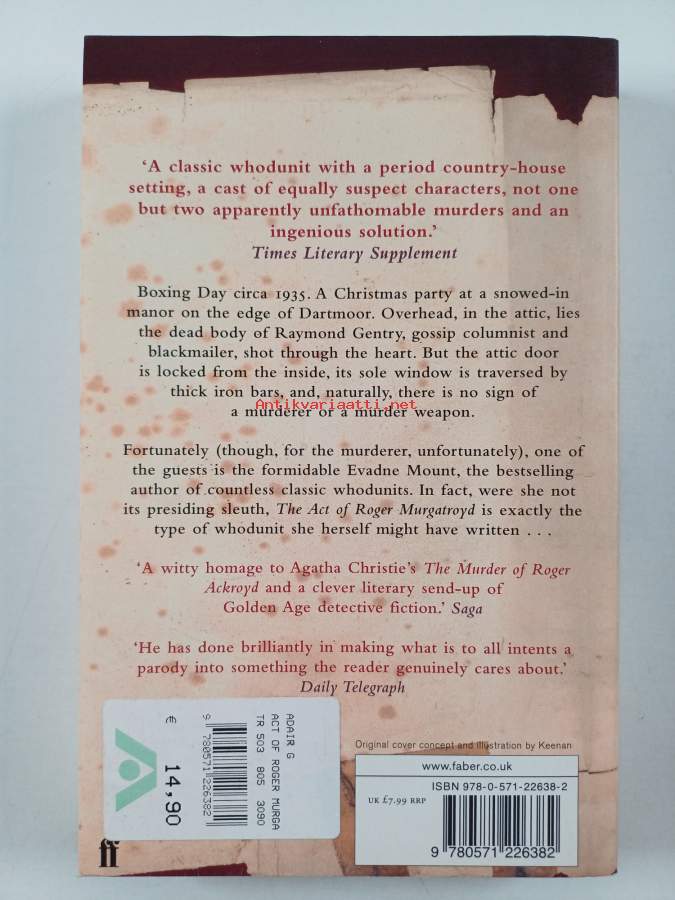 ‘A classic whodunit with a period country-house
setting, a cast of equally suspect characters, not one
but two apparently unfathomable murders and an
ingenious solution.’
Times Literary Supplement
Boxing Day circa 1935. A Christmas party at a snowed-in
manor on the edge of Dartmoor. Overhead, in the attic, lies
the dead body of Raymond Gentry, gossip columnist and
blackmailer, shot through the heart. But the attic door
is locked from the inside, its sole window is traversed by
thick iron bars, and, naturally, there is no sign of
a murderer or a murder weapon.
Antikvariaatti.net
Fortunately (though, for the murderer, unfortunately), one of
the guests is the formidable Evadne Mount, the bestselling
author of countless classic whodunits. In fact, were she not
its presiding sleuth, The Act of Roger Murgatroyd is exactly the
type of whodunit she herself might have written . . .
‘A witty homage to Agatha Christie’s The Murder of Roger
Ackroyd and a clever literary send-up of
Golden Age detective fiction.’ Saga
‘He has done brilliantly in making what is to all intents a
parody into something the reader genuinely cares about.’
Daily Telegraph
ADAIR G
ACT OF ROGER MURGA
TR 503 805 3090
9 780571 226382
€ 14,90
Original cover concept and illustration by Keenan
www.faber.co.uk
UK £7.99 RRP
ISBN 978-0-571-22638-2
9 780571 226382
ff